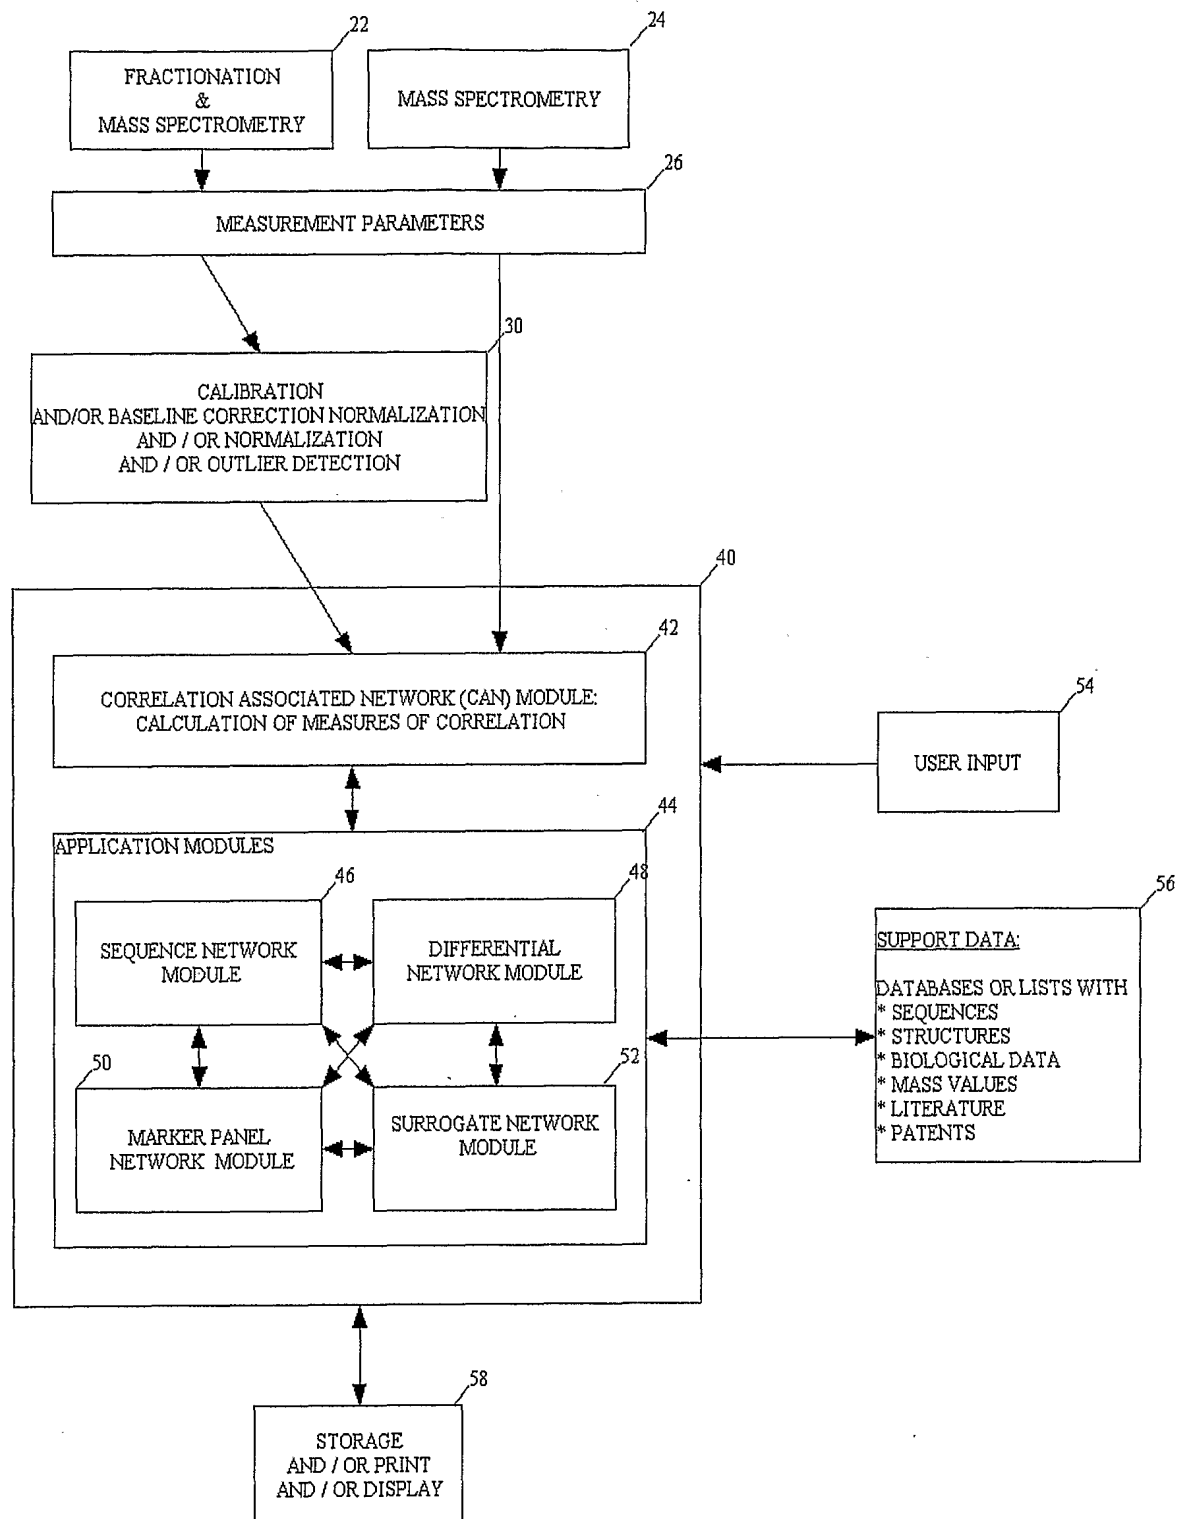 22
24
FRACTIONATION
&
MASS SPECTROMETRY
MASS SPECTROMETRY
26
MEASUREMENT PARAMETERS
30
CALIBRATION
AND/OR BASELINE CORRECTION NORMALIZATION
AND / OR NORMALIZATION
AND / OR OUTLIER DETECTION
40
42
CORRELATION ASSOCIATED NETWORK (CAN) MODULE:
CALCULATION OF MEASURES OF CORRELATION
54
USER INPUT
44
APPLICATION MODULES
46
48
SEQUENCE NETWORK
MODULE
DIFFERENTIAL
NETWORK MODULE
50
52
MARKER PANEL
NETWORK MODULE
SURROGATE NETWORK
MODULE
56
SUPPORT DATA:
DATABASES OR LISTS WITH
* SEQUENCES
* STRUCTURES
* BIOLOGICAL DATA
* MASS VALUES
* LITERATURE
* PATENTS
58
STORAGE
AND / OR PRINT
AND / OR DISPLAY